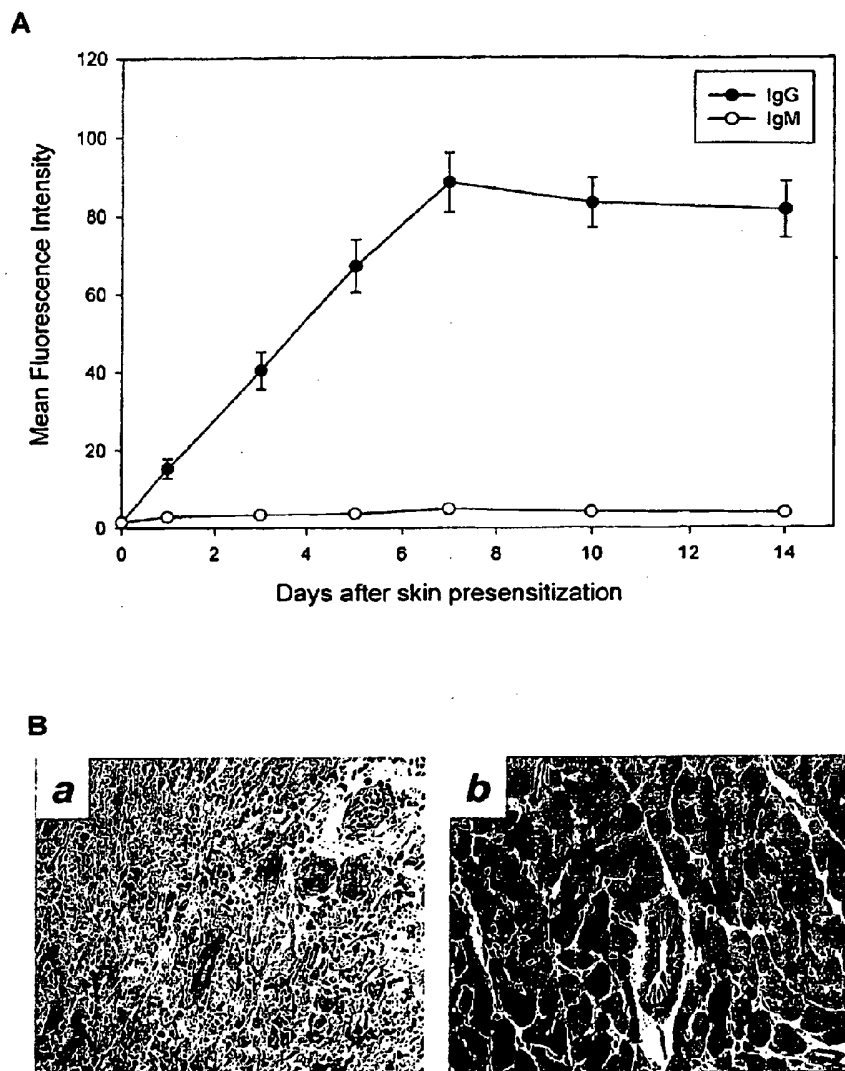 A
120
100
80
60
40
20
0
Mean Fluorescence Intensity
IgG
IgM
0 2 4 6 8 10 12 14
Days after skin presensitization
B
a
b